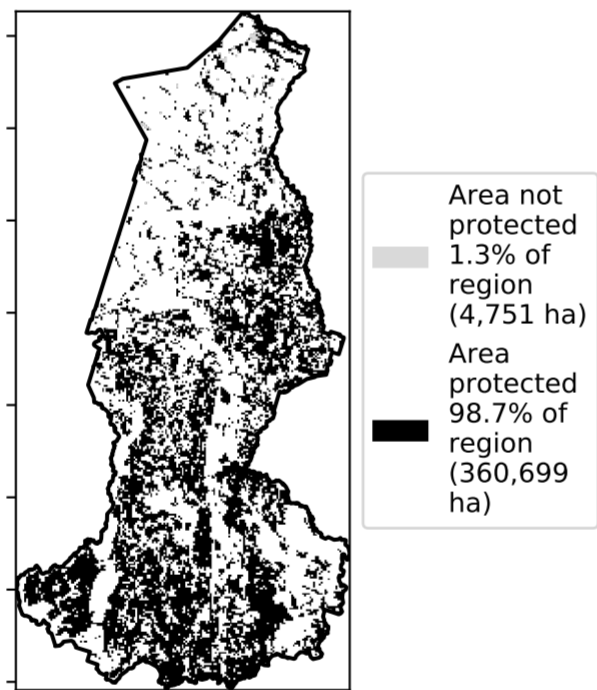 Area not
protected
1.3% of
region
(4,751 ha)
Area
protected
98.7% of
region
(360,699
ha)